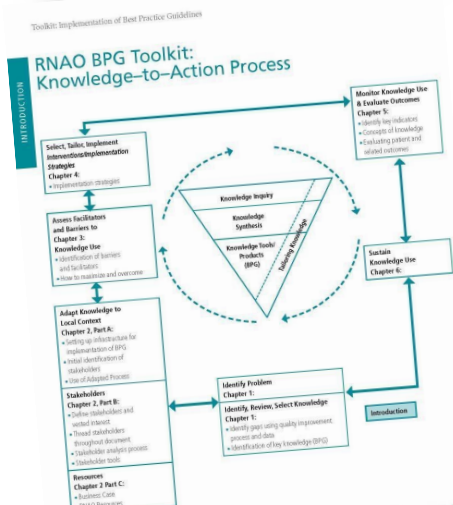 Toolkit: Implementation of Best Practice Guidelines
INTRODUCTION
RNAO BPG Toolkit:
Knowledge–to–Action Process
Monitor Knowledge Use
& Evaluate Outcomes
Chapter 5:
• Identify key indicators
• Concepts of knowledge
• Evaluating patient and
related outcomes
Select, Tailor, Implement
Interventions/Implementation
Strategies
Chapter 4:
• Implementation strategies
Assess Facilitators
and Barriers to
Chapter 3:
Knowledge Use
• Identification of barriers
and facilitators
• How to maximize and overcome
Knowledge Inquiry
Knowledge
Synthesis
Knowledge Tools/
Products
(BPG)
Tailoring Knowledge
Sustain
Knowledge Use
Chapter 6:
Adapt Knowledge to
Local Context
Chapter 2, Part A:
• Setting up infrastructure for
implementation of BPG
• Initial identification of
stakeholders
• Use of Adapted Process
Stakeholders
Chapter 2, Part B:
• Define stakeholders and
vested interest
• Thread stakeholders
throughout document
• Stakeholder analysis process
• Stakeholder tools
Resources
Chapter 2 Part C:
• Business Case
• RNAO Resources
Identify Problem
Chapter 1:
Identify, Review, Select Knowledge
Chapter 1:
• Identify gaps using quality improvement
process and data
• Identification of key knowledge (BPG)
Introduction